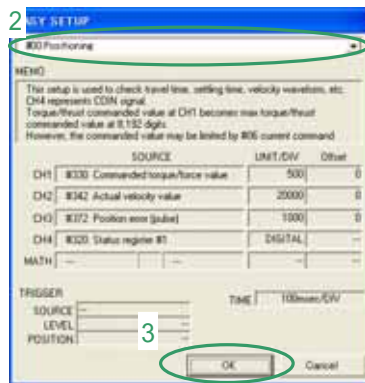 2
EASY SETUP
#00 Positioning
MEMO
This setup is used to check travel time, settling time, velocity waveform, etc.
CH4 represents COIN signal.
Torque/thrust commanded value at CH1 becomes max torque/thrust
commanded value at 8,192 digits.
However, the commanded value may be limited by #06 current command
SOURCE UNIT/DIV Offset
CH1 #330 Commanded torque/force value 500 0
CH2 #342 Actual velocity value 20000 0
CH3 #372 Position error (pulse) 1000 0
CH4 #320 Status register #1 DIGITAL --
MATH -- -- -- --
TRIGGER
SOURCE -- TIME 100msec/DIV
LEVEL --
POSITION --
3
OK Cancel